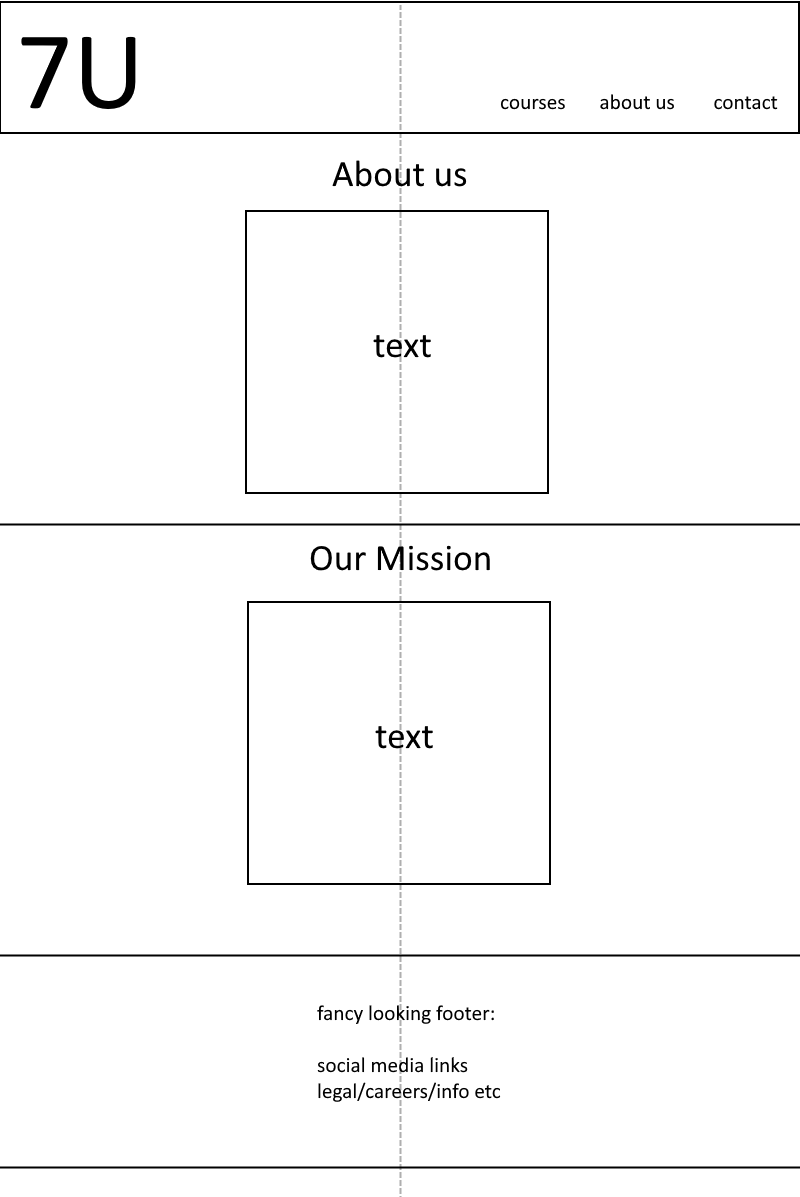 7U
courses about us contact
About us
text
Our Mission
text
fancy looking footer:
social media links
legal/careers/info etc